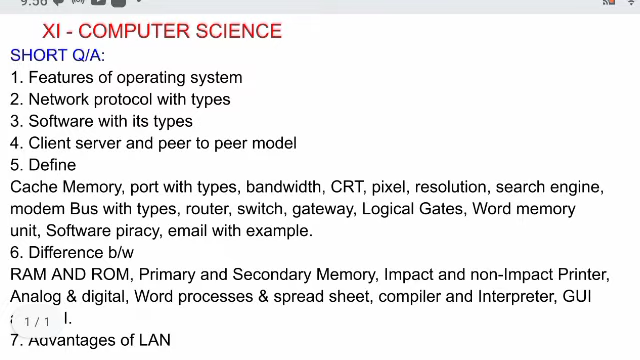 9:56
XI - COMPUTER SCIENCE
SHORT Q/A:
1. Features of operating system
2. Network protocol with types
3. Software with its types
4. Client server and peer to peer model
5. Define
Cache Memory, port with types, bandwidth, CRT, pixel, resolution, search engine,
modem Bus with types, router, switch, gateway, Logical Gates, Word memory
unit, Software piracy, email with example.
6. Difference b/w
RAM AND ROM, Primary and Secondary Memory, Impact and non-Impact Printer,
Analog & digital, Word processes & spread sheet, compiler and Interpreter, GUI
1 / 1
7. Advantages of LAN